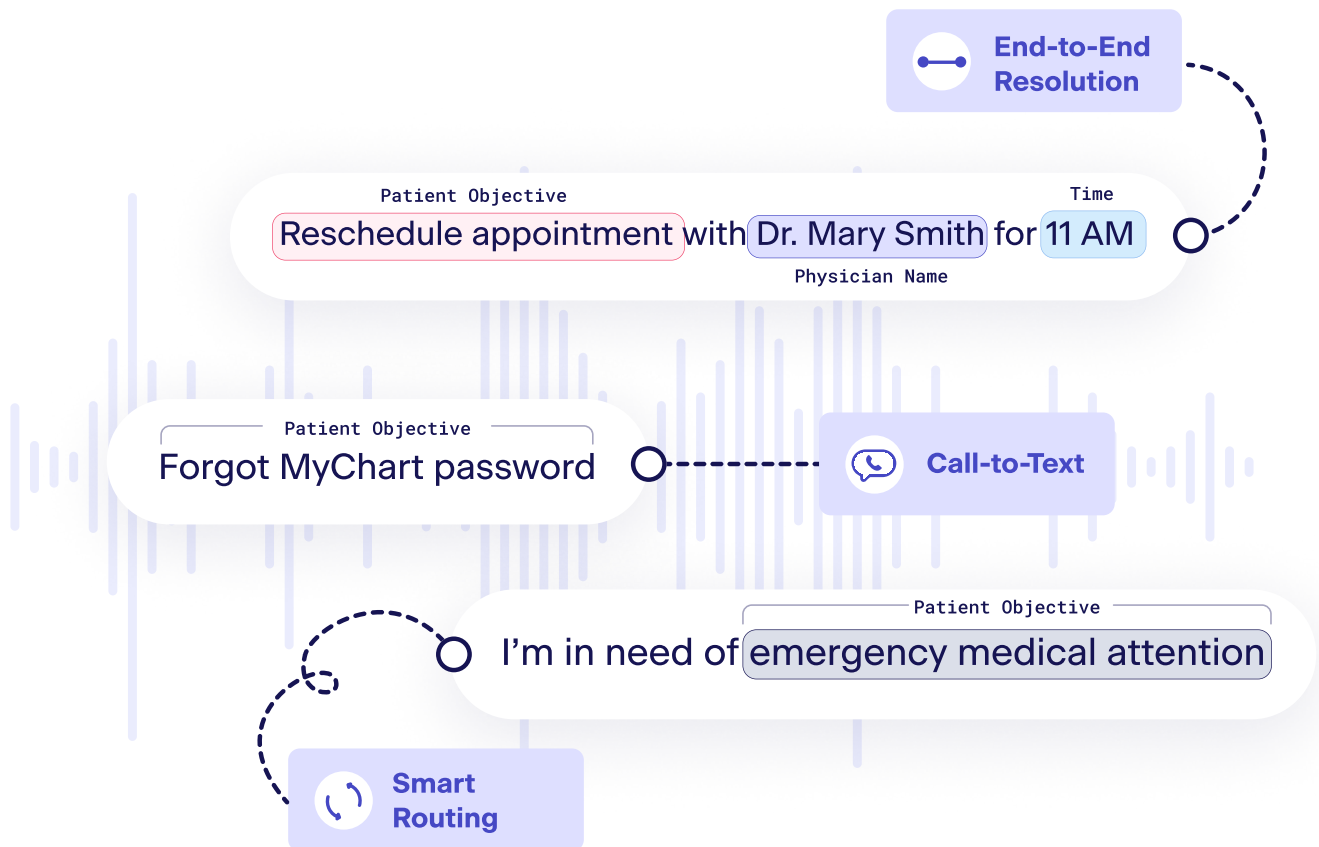 End-to-End
Resolution
Patient Objective
Time
Reschedule appointment with Dr. Mary Smith for 11 AM
Physician Name
Patient Objective
Forgot MyChart password
Call-to-Text
Patient Objective
I’m in need of emergency medical attention
Smart
Routing